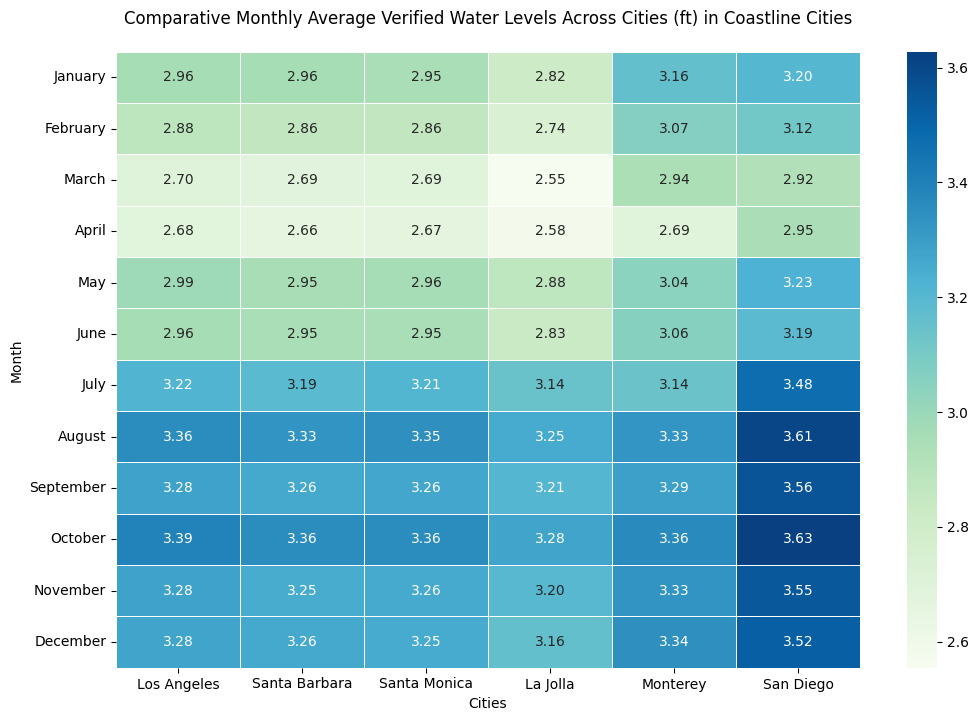 Comparative Monthly Average Verified Water Levels Across Cities (ft) in Coastline Cities
January 2.96 2.96 2.95 2.82 3.16 3.20
February 2.88 2.86 2.86 2.74 3.07 3.12
March 2.70 2.69 2.69 2.55 2.94 2.92
April 2.68 2.66 2.67 2.58 2.69 2.95
May 2.99 2.95 2.96 2.88 3.04 3.23
June 2.96 2.95 2.95 2.83 3.06 3.19
July 3.22 3.19 3.21 3.14 3.14 3.48
August 3.36 3.33 3.35 3.25 3.33 3.61
September 3.28 3.26 3.26 3.21 3.29 3.56
October 3.39 3.36 3.36 3.28 3.36 3.63
November 3.28 3.25 3.26 3.20 3.33 3.55
December 3.28 3.26 3.25 3.16 3.34 3.52
Los Angeles Santa Barbara Santa Monica La Jolla Monterey San Diego
Cities
Month
3.6
3.4
3.2
3.0
2.8
2.6